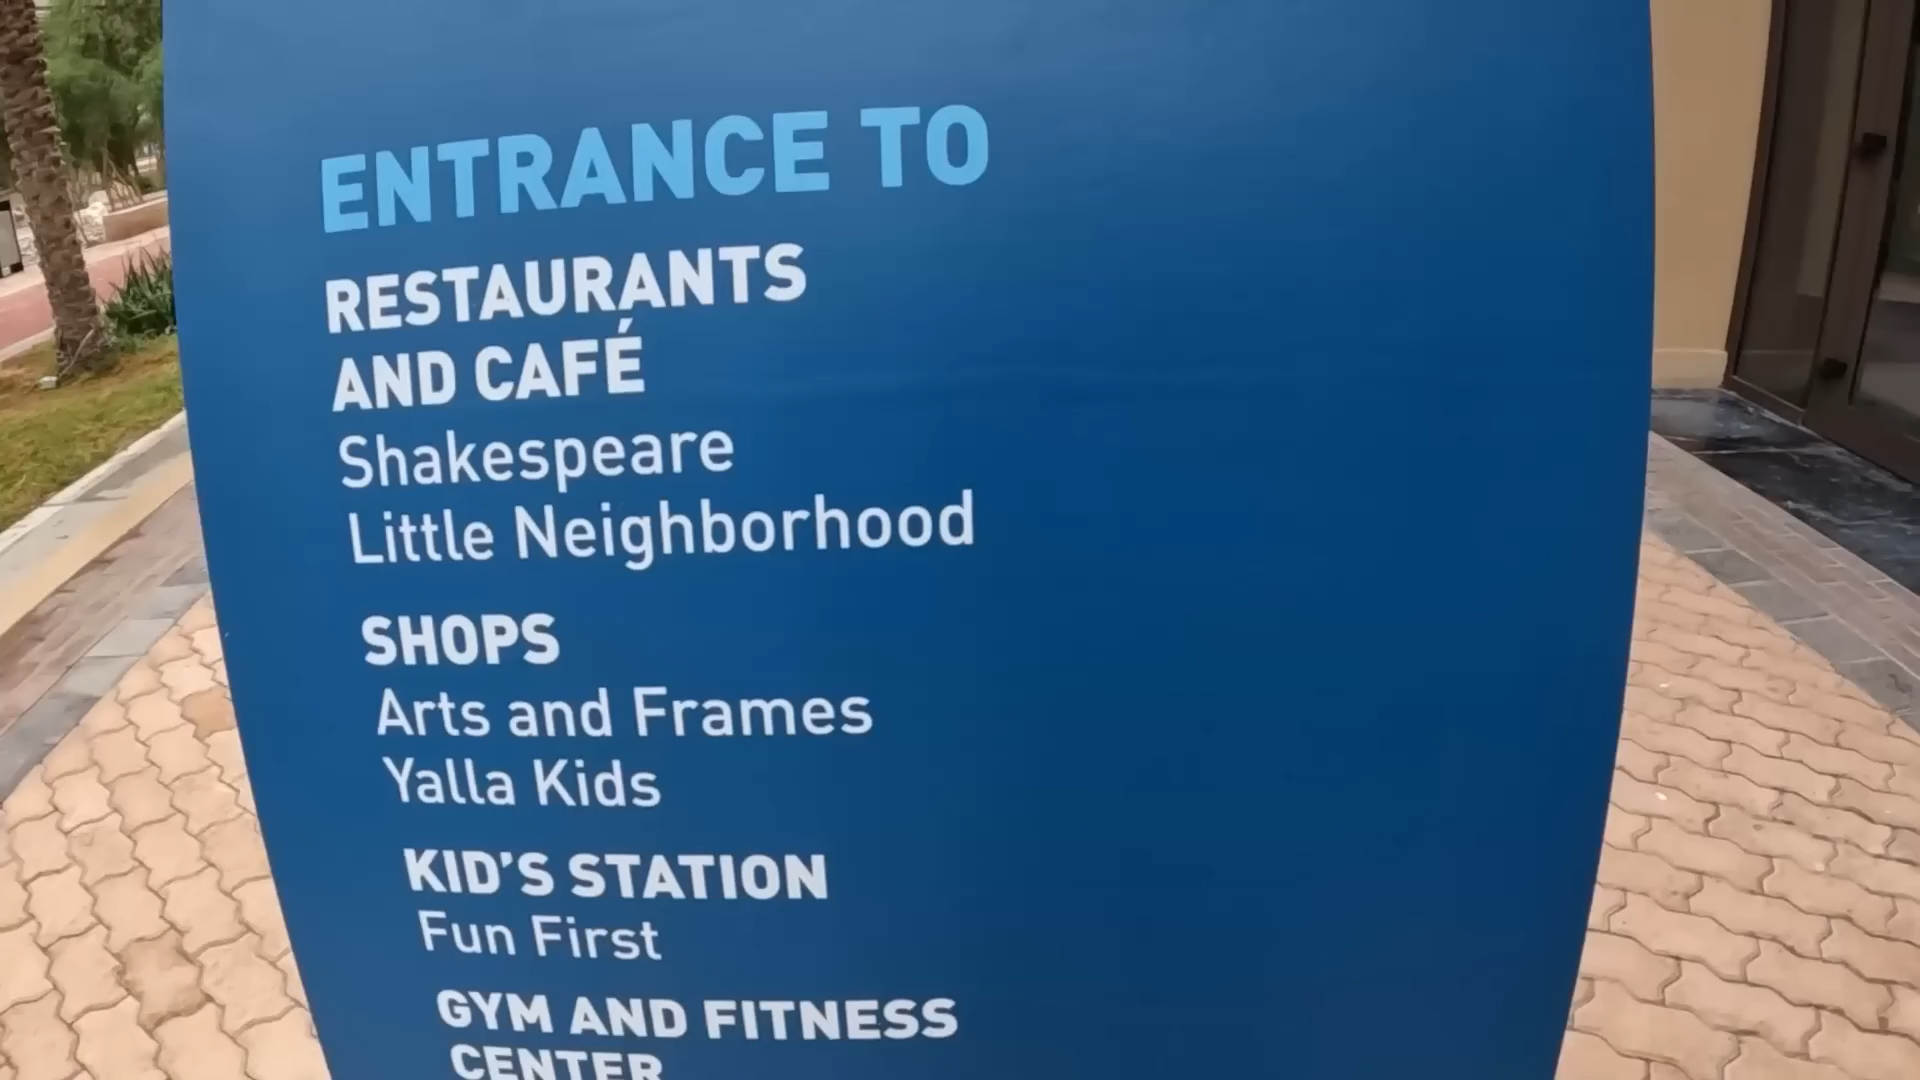 ENTRANCE TO
RESTAURANTS
AND CAFÉ
Shakespeare
Little Neighborhood
SHOPS
Arts and Frames
Yalla Kids
KID'S STATION
Fun First
GYM AND FITNESS
CENTER